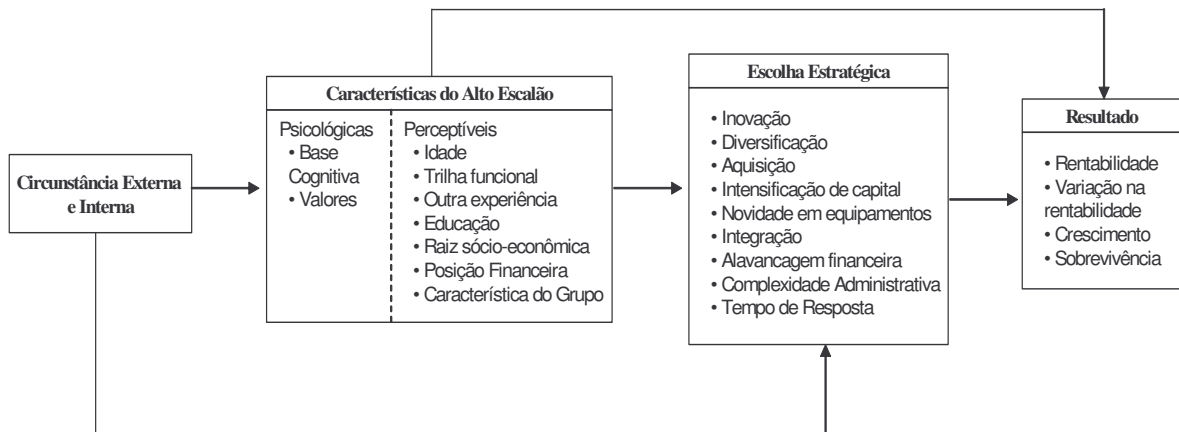 Circunstância Externa
e Interna
Características do Alto Escalão
Psicológicas
• Base
Cognitiva
• Valores
Perceptíveis
• Idade
• Trilha funcional
• Outra experiência
• Educação
• Raiz sócio-econômica
• Posição Financeira
• Característica do Grupo
Escolha Estratégica
• Inovação
• Diversificação
• Aquisição
• Intensificação de capital
• Novidade em equipamentos
• Integração
• Alavancagem financeira
• Complexidade Administrativa
• Tempo de Resposta
Resultado
• Rentabilidade
• Variação na
rentabilidade
• Crescimento
• Sobrevivência